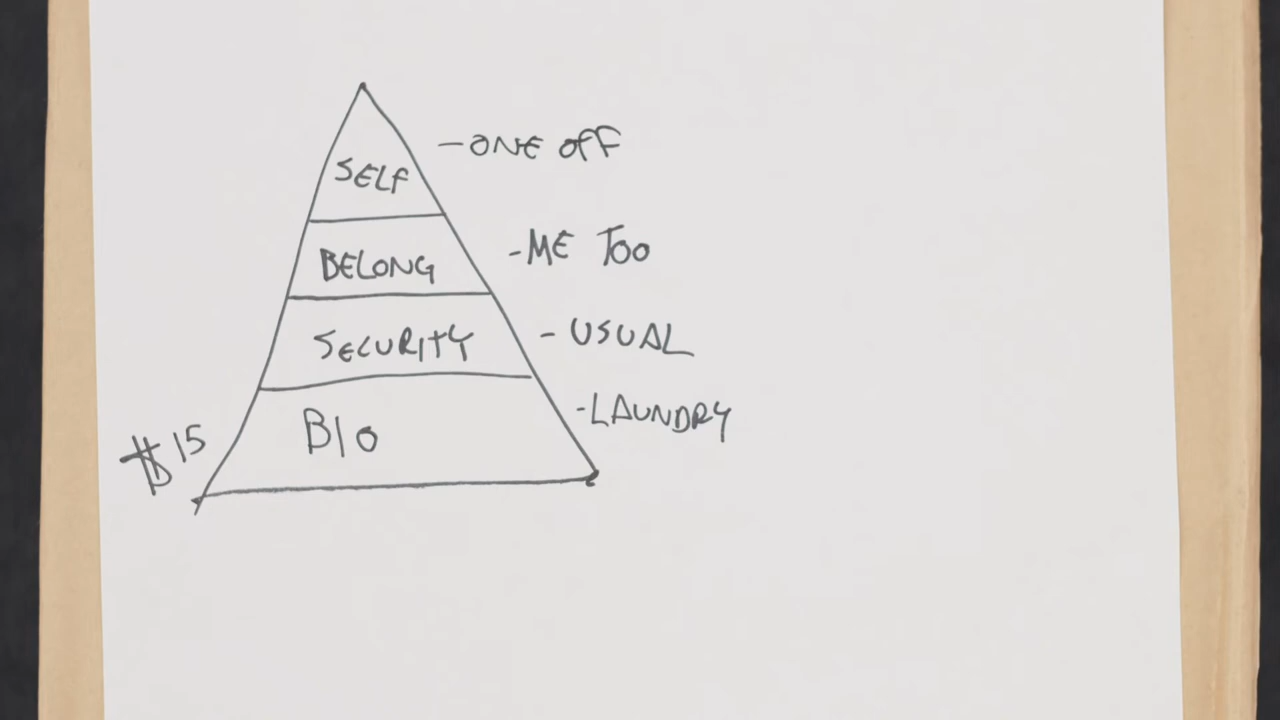 SELF
-ONE OFF
BELONG
-ME TOO
SECURITY
- USUAL
BIO
-LAUNDRY
$15